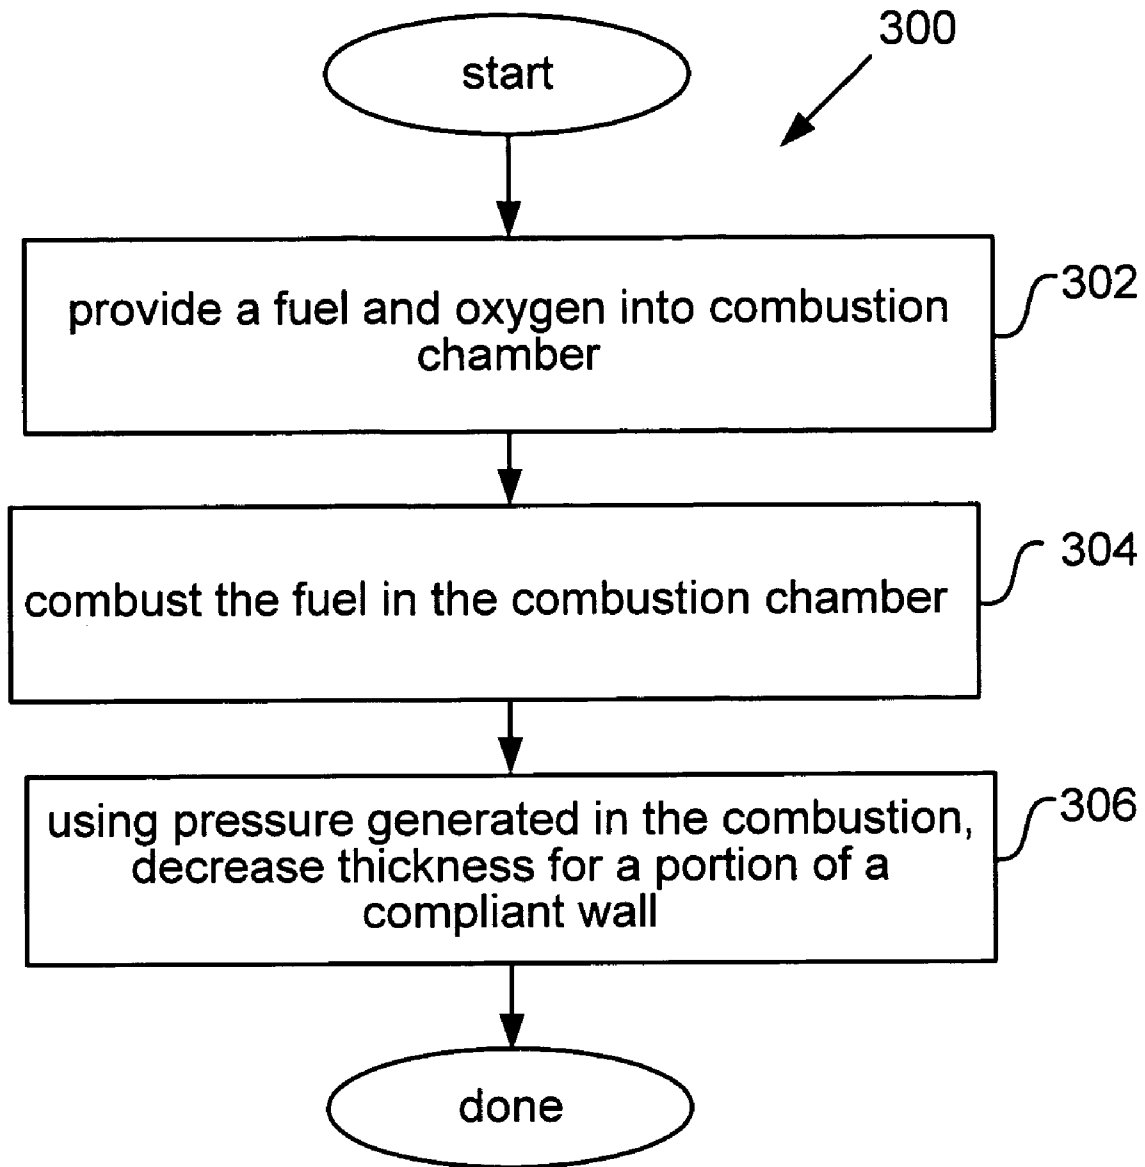 start
300
provide a fuel and oxygen into combustion
chamber
302
combust the fuel in the combustion chamber
304
using pressure generated in the combustion,
decrease thickness for a portion of a
compliant wall
306
done